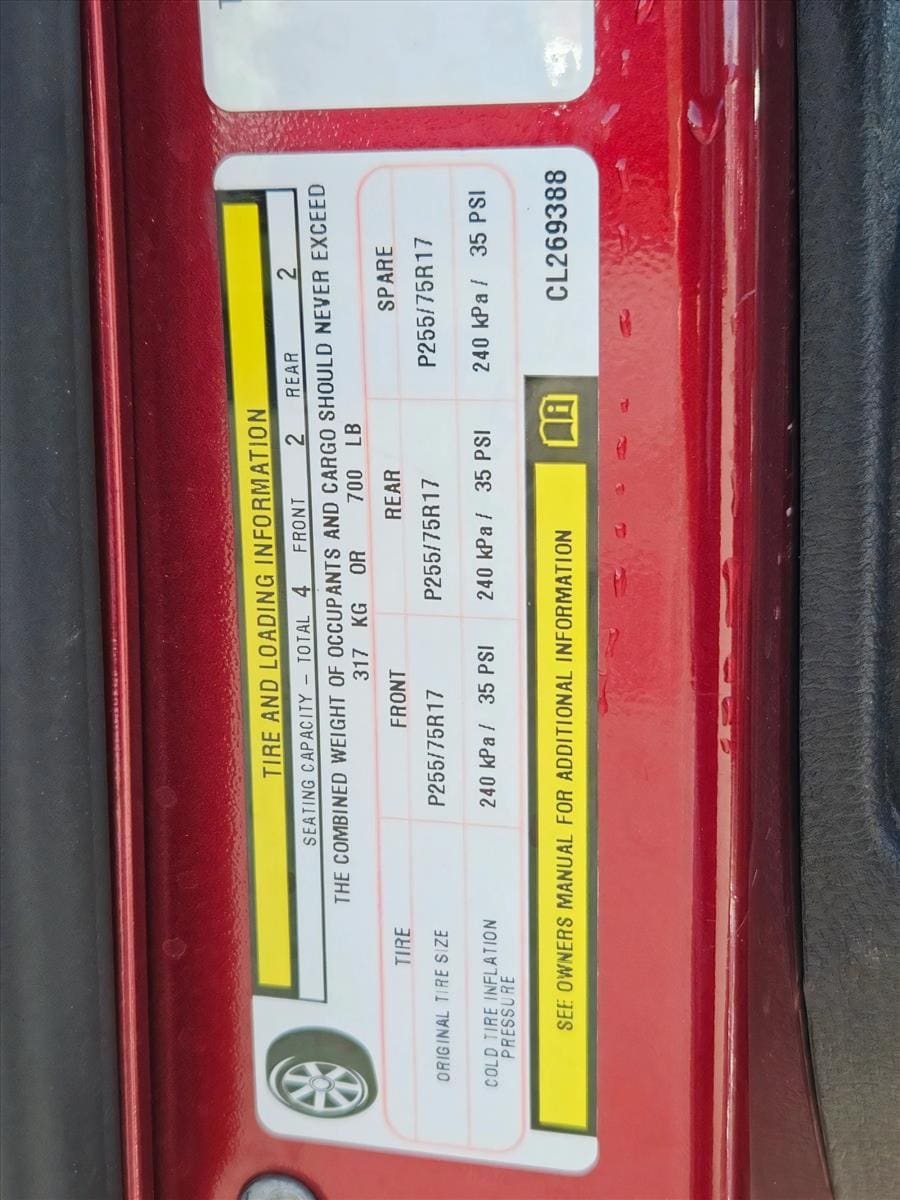 TIRE AND LOADING INFORMATION
SEATING CAPACITY – TOTAL 4 FRONT 2 REAR 2
THE COMBINED WEIGHT OF OCCUPANTS AND CARGO SHOULD NEVER EXCEED
317 KG OR 700 LB
TIRE FRONT REAR SPARE
ORIGINAL TIRE SIZE P255/75R17 P255/75R17 P255/75R17
COLD TIRE INFLATION
PRESSURE 240 kPa / 35 PSI 240 kPa / 35 PSI 240 kPa / 35 PSI
SEE OWNERS MANUAL FOR ADDITIONAL INFORMATION
CL269388